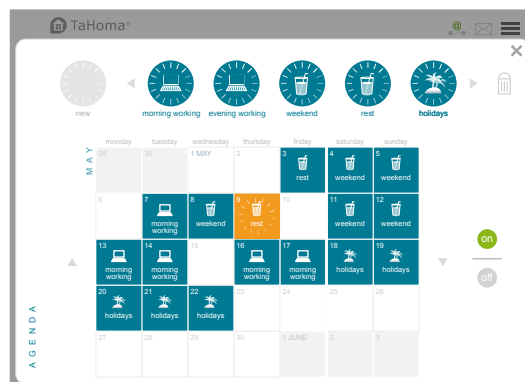 TaHoma®
@
new
morning working
evening working
weekend
rest
holidays
monday tuesday wednesday thursday friday saturday sunday
MAY
29 30 1 MAY 2 3 4 5
rest weekend weekend
6 7 8 9 10 11 12
morning working weekend rest weekend weekend
13 14 15 16 17 18 19
morning working morning working morning working morning working holidays holidays
20 21 22 23 24 25 26
holidays holidays holidays
27 28 29 30 1 JUNE 2 3
on
off
AGENDA